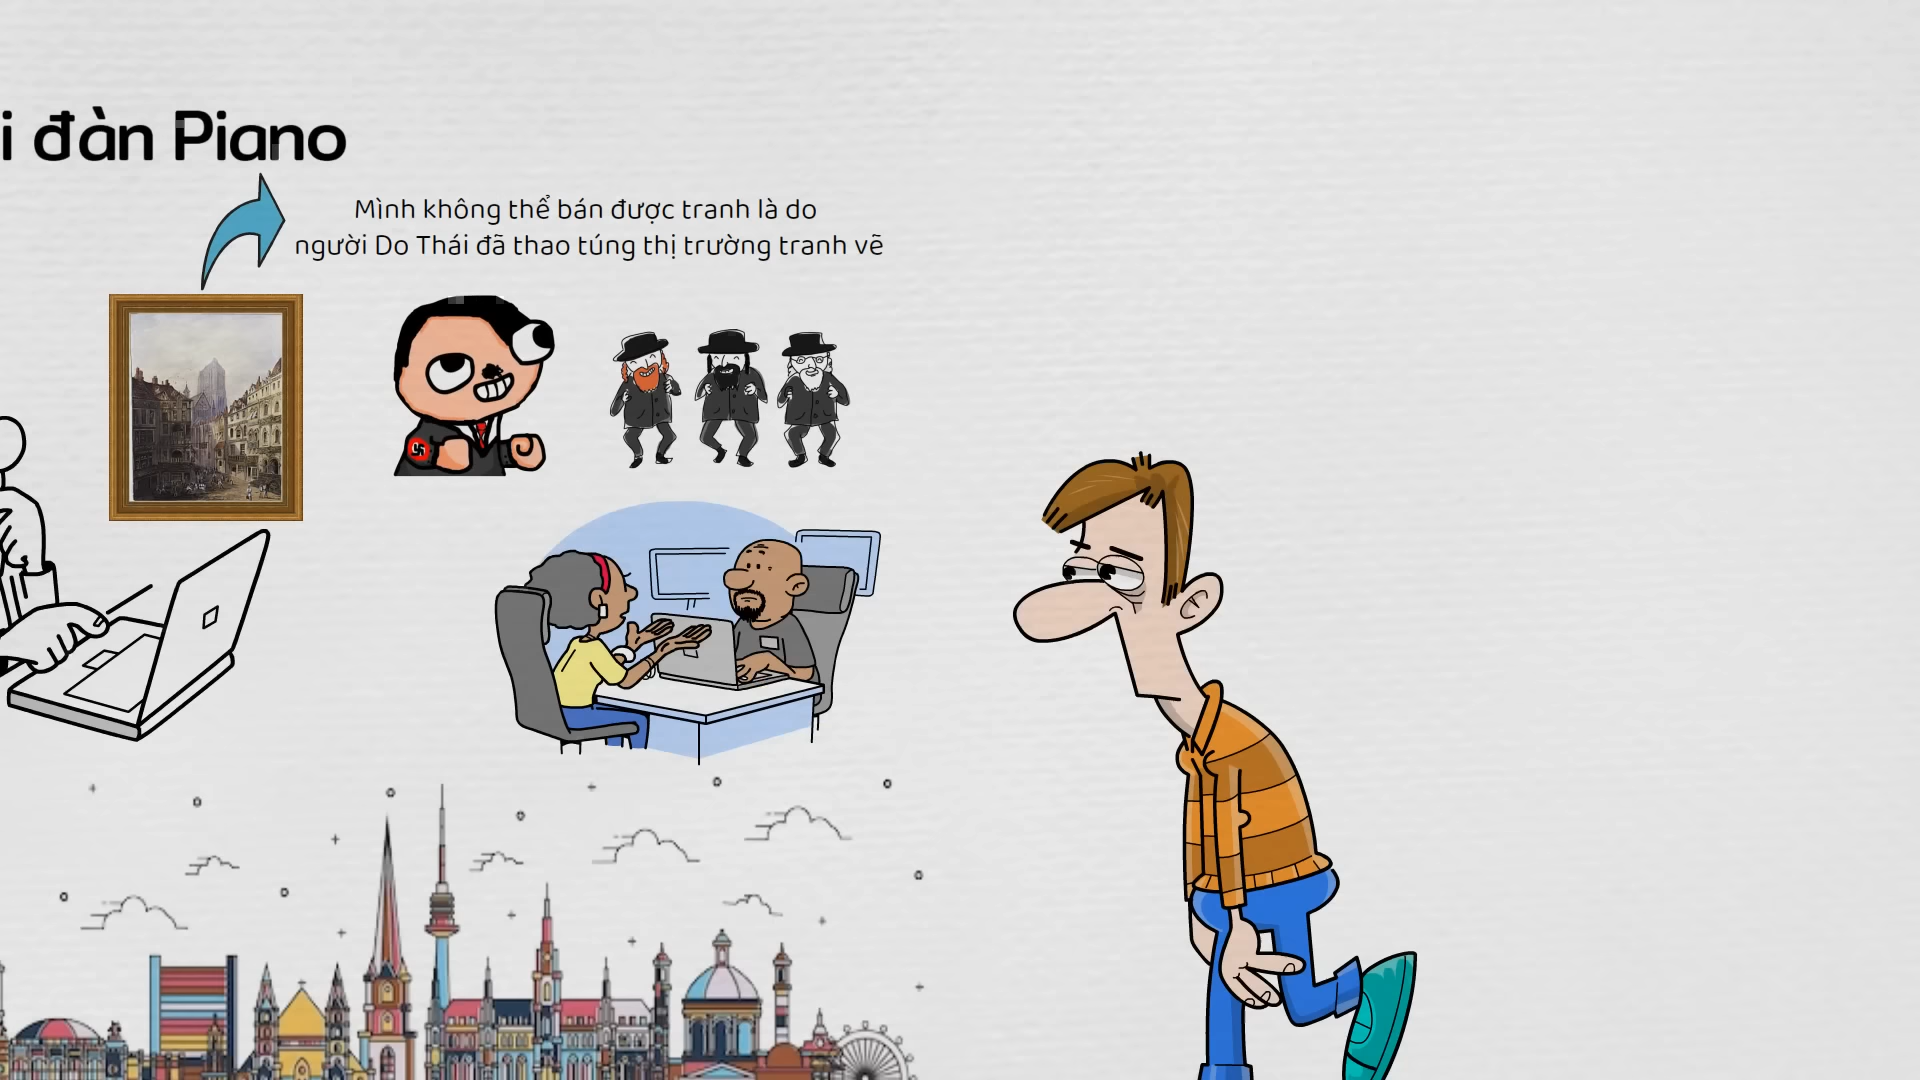 i đàn Piano
Mình không thể bán được tranh là do
người Do Thái đã thao túng thị trường tranh vẽ